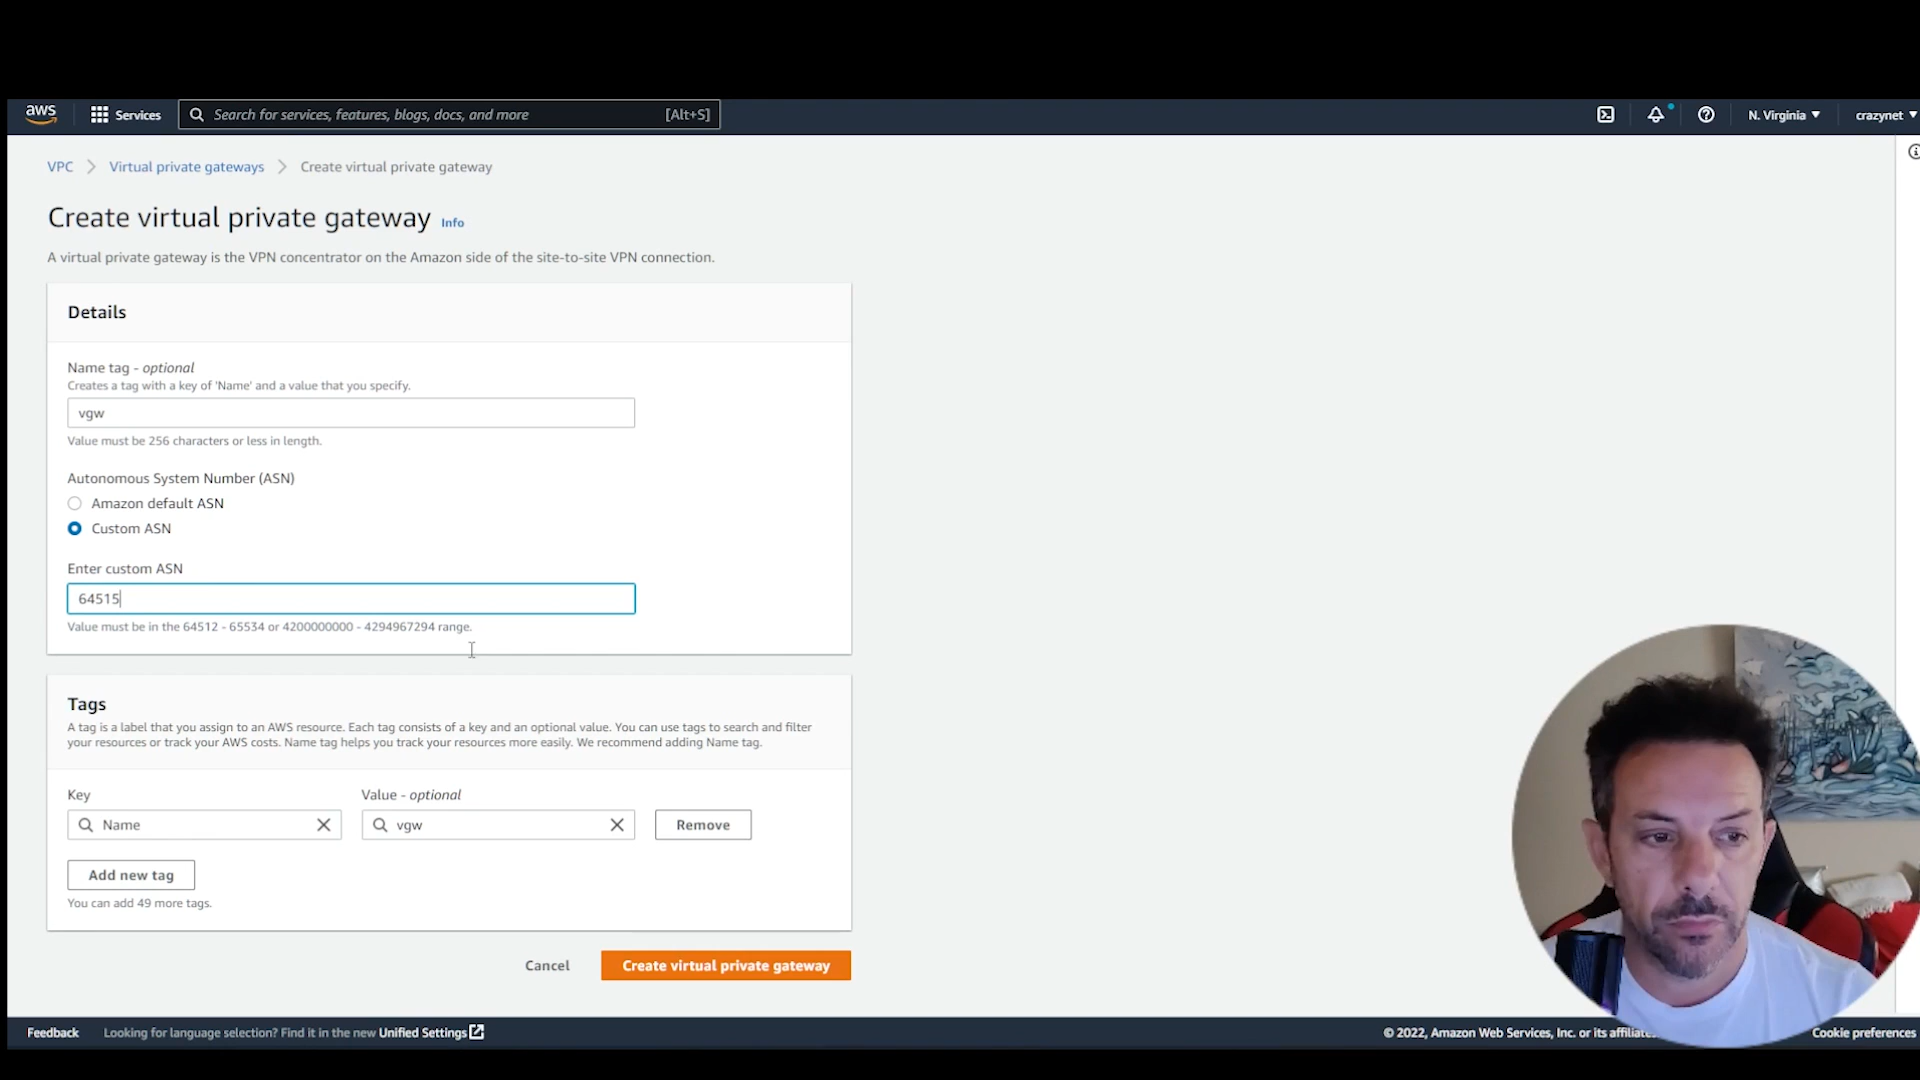 aws
Services
Search for services, features, blogs, docs, and more
[Alt+S]
N. Virginia
crazynet
VPC
Virtual private gateways
Create virtual private gateway
Create virtual private gateway
Info
A virtual private gateway is the VPN concentrator on the Amazon side of the site-to-site VPN connection.
Details
Name tag - optional
Creates a tag with a key of 'Name' and a value that you specify.
vgw
Value must be 256 characters or less in length.
Autonomous System Number (ASN)
Amazon default ASN
Custom ASN
Enter custom ASN
64515
Value must be in the 64512 - 65534 or 4200000000 - 4294967294 range.
Tags
A tag is a label that you assign to an AWS resource. Each tag consists of a key and an optional value. You can use tags to search and filter
your resources or track your AWS costs. Name tag helps you track your resources more easily. We recommend adding Name tag.
Key
Value - optional
Name
vgw
Remove
Add new tag
You can add 49 more tags.
Cancel
Create virtual private gateway
Feedback
Looking for language selection? Find it in the new Unified Settings
© 2022, Amazon Web Services, Inc. or its affiliate
Cookie preferences